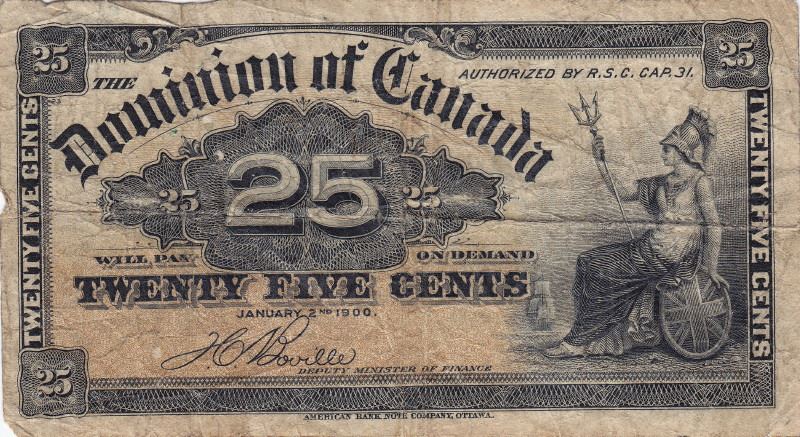 25
25
THE
Dominion of Canada
AUTHORIZED BY R.S.C. CAP. 31.
TWENTY FIVE CENTS
TWENTY FIVE CENTS
25
25
25
WILL PAY
ON DEMAND
TWENTY FIVE CENTS
JANUARY 2ND 1900.
J C Boville
DEPUTY MINISTER OF FINANCE
25
AMERICAN BANK NOTE COMPANY, OTTAWA.